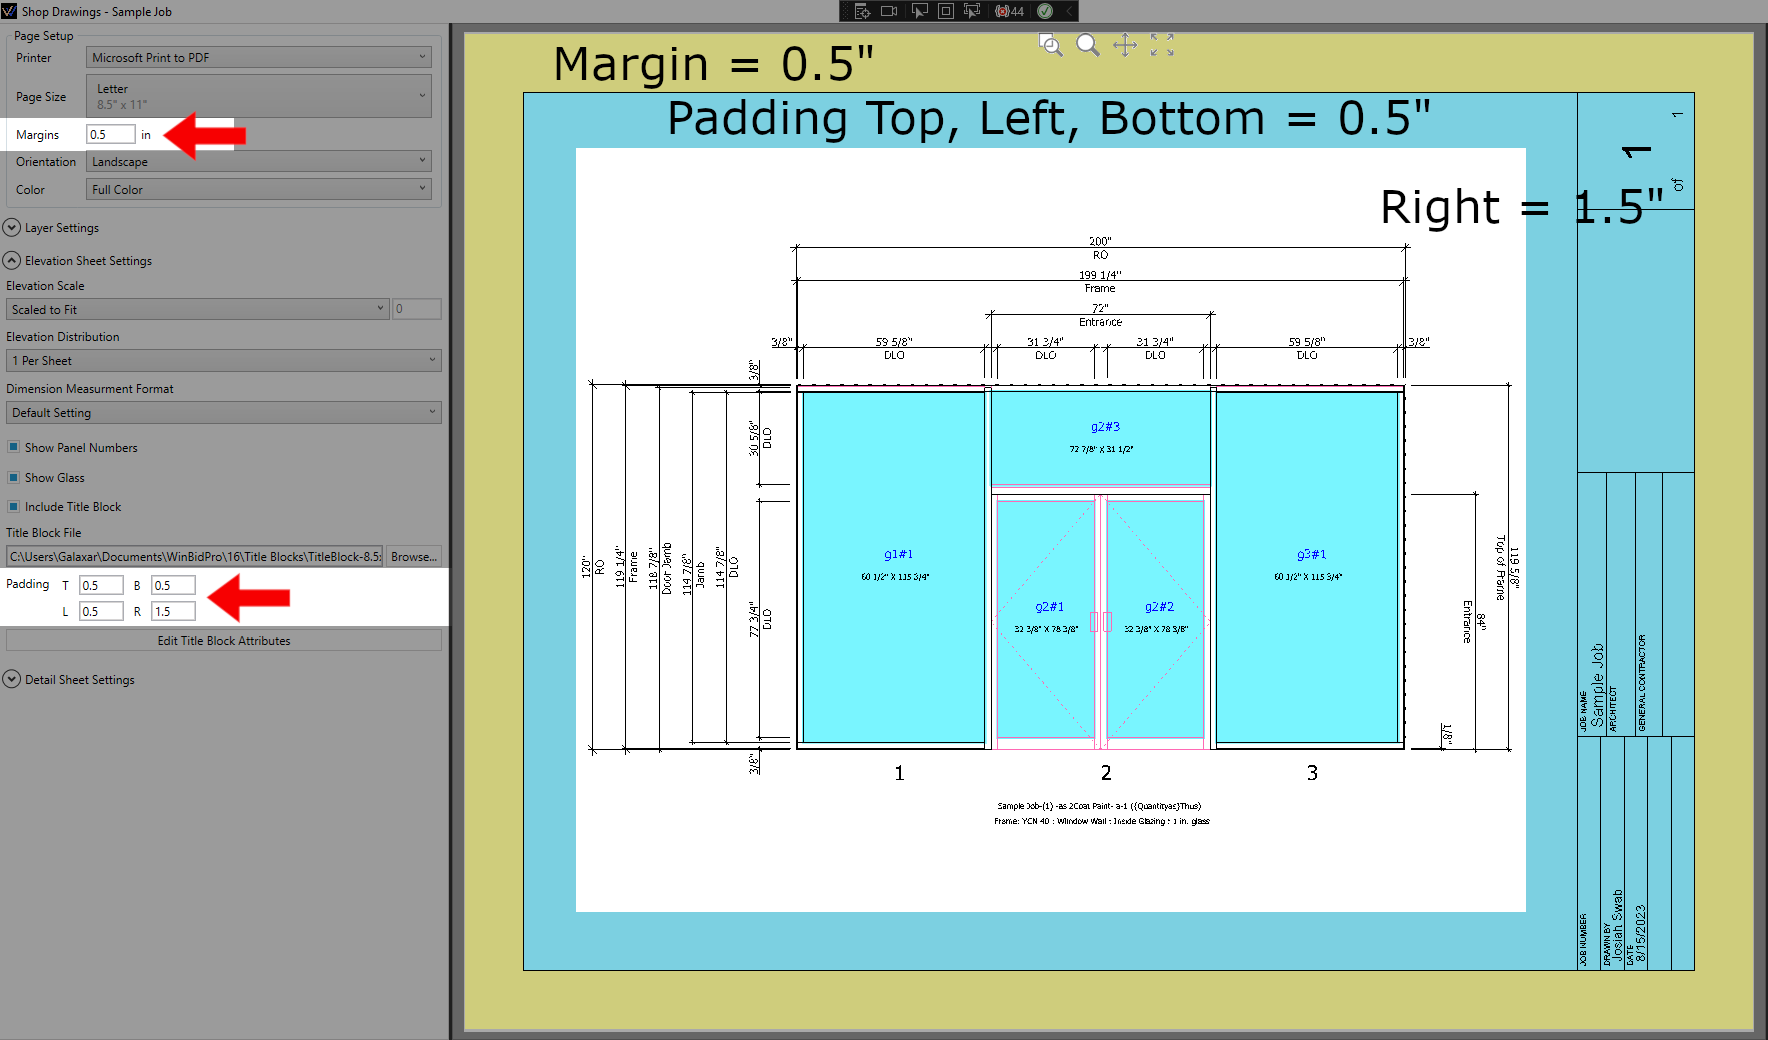 Shop Drawings - Sample Job
44
Page Setup
Printer
Microsoft Print to PDF
Page Size
Letter
8.5" x 11"
Margins
0.5
in
Orientation
Landscape
Color
Full Color
Layer Settings
Elevation Sheet Settings
Elevation Scale
Scaled to Fit
0
Elevation Distribution
1 Per Sheet
Dimension Measurment Format
Default Setting
Show Panel Numbers
Show Glass
Include Title Block
Title Block File
C:\Users\Galaxar\Documents\WinBidPro\16\Title Blocks\TitleBlock-8.5x
Browse...
Padding
T
0.5
B
0.5
L
0.5
R
1.5
Edit Title Block Attributes
Detail Sheet Settings
Margin = 0.5"
Padding Top, Left, Bottom = 0.5"
Right = 1.5"
1
of
1
200"
RO
199 1/4"
Frame
72"
Entrance
3/8"
59 5/8"
DLO
31 3/4"
DLO
31 3/4"
DLO
59 5/8"
DLO
3/8"
3/8"
30 5/8"
DLO
77 3/4"
DLO
3/8"
120"
RO
119 1/4"
Frame
118 7/8"
Door Jamb
114 7/8"
Jamb
114 7/8"
DLO
g1#1
60 1/2" X 115 3/4"
g2#3
72 7/8" X 31 1/2"
g2#1
32 3/8" X 78 3/8"
g2#2
32 3/8" X 78 3/8"
g3#1
60 1/2" X 115 3/4"
119 5/8"
Top of Frame
84"
Entrance
1/8"
1
2
3
Sample Job-(1) -as 2Coat Paint- a-1 ({Quantityas}Thus)
Frame: YCN 40 : Window Wall : Inside Glazing : 1 in. glass
JOB NAME
Sample Job
ARCHITECT
GENERAL CONTRACTOR
JOB NUMBER
DRAWN BY
Josiah Swab
DATE
8/15/2023